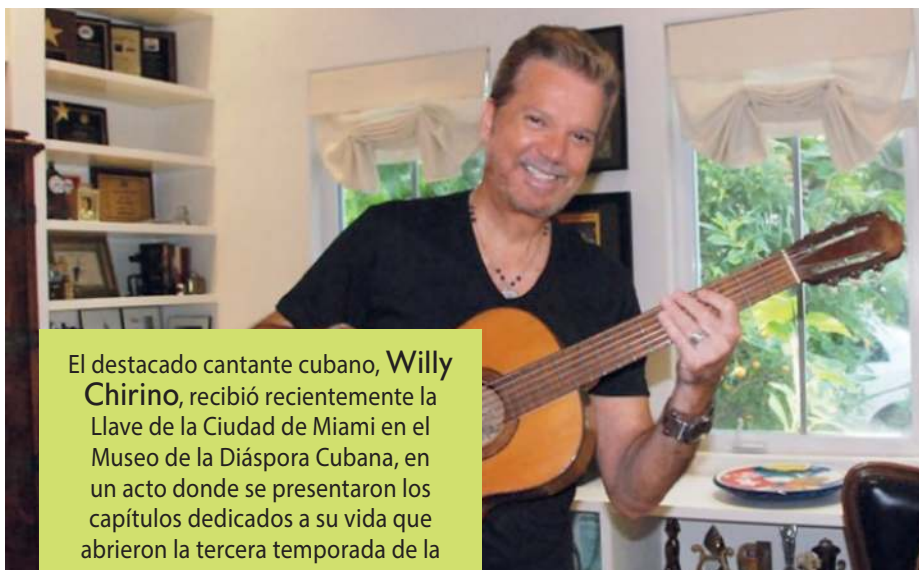 El destacado cantante cubano, Willy
Chirino, recibió recientemente la
Llave de la Ciudad de Miami en el
Museo de la Diáspora Cubana, en
un acto donde se presentaron los
capítulos dedicados a su vida que
abrieron la tercera temporada de la